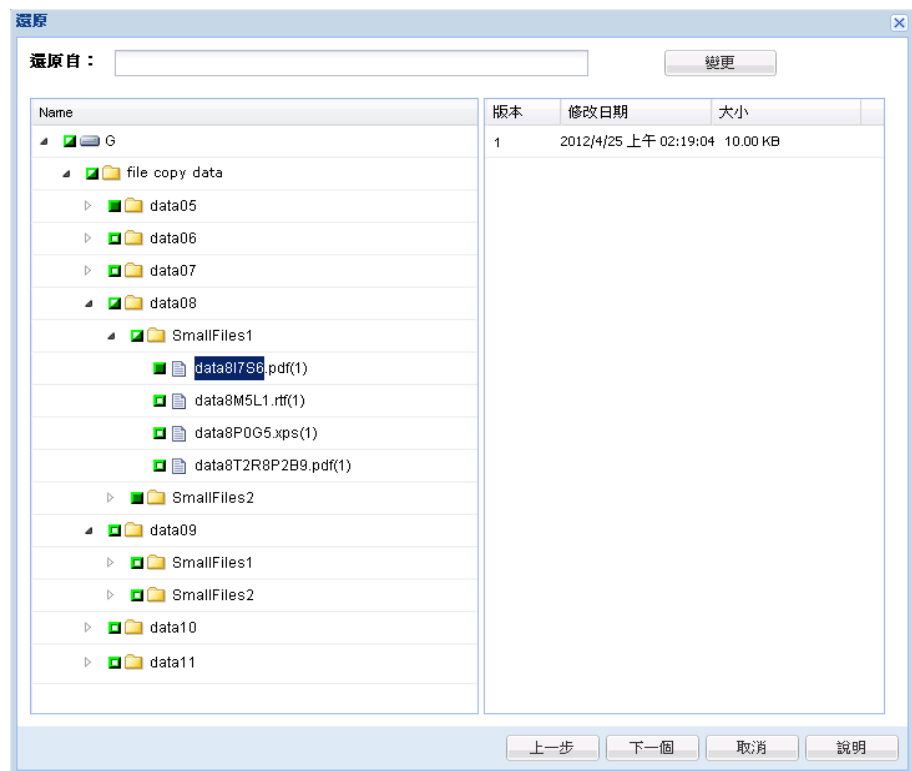 還原
還原自：
變更
Name
版本 修改日期 大小
G
1 2012/4/25 上午 02:19:04 10.00 KB
file copy data
data05
data06
data07
data08
SmallFiles1
data8I7S6.pdf(1)
data8M5L1.rtf(1)
data8P0G5.xps(1)
data8T2R8P2B9.pdf(1)
SmallFiles2
data09
SmallFiles1
SmallFiles2
data10
data11
上一步 下一個 取消 說明